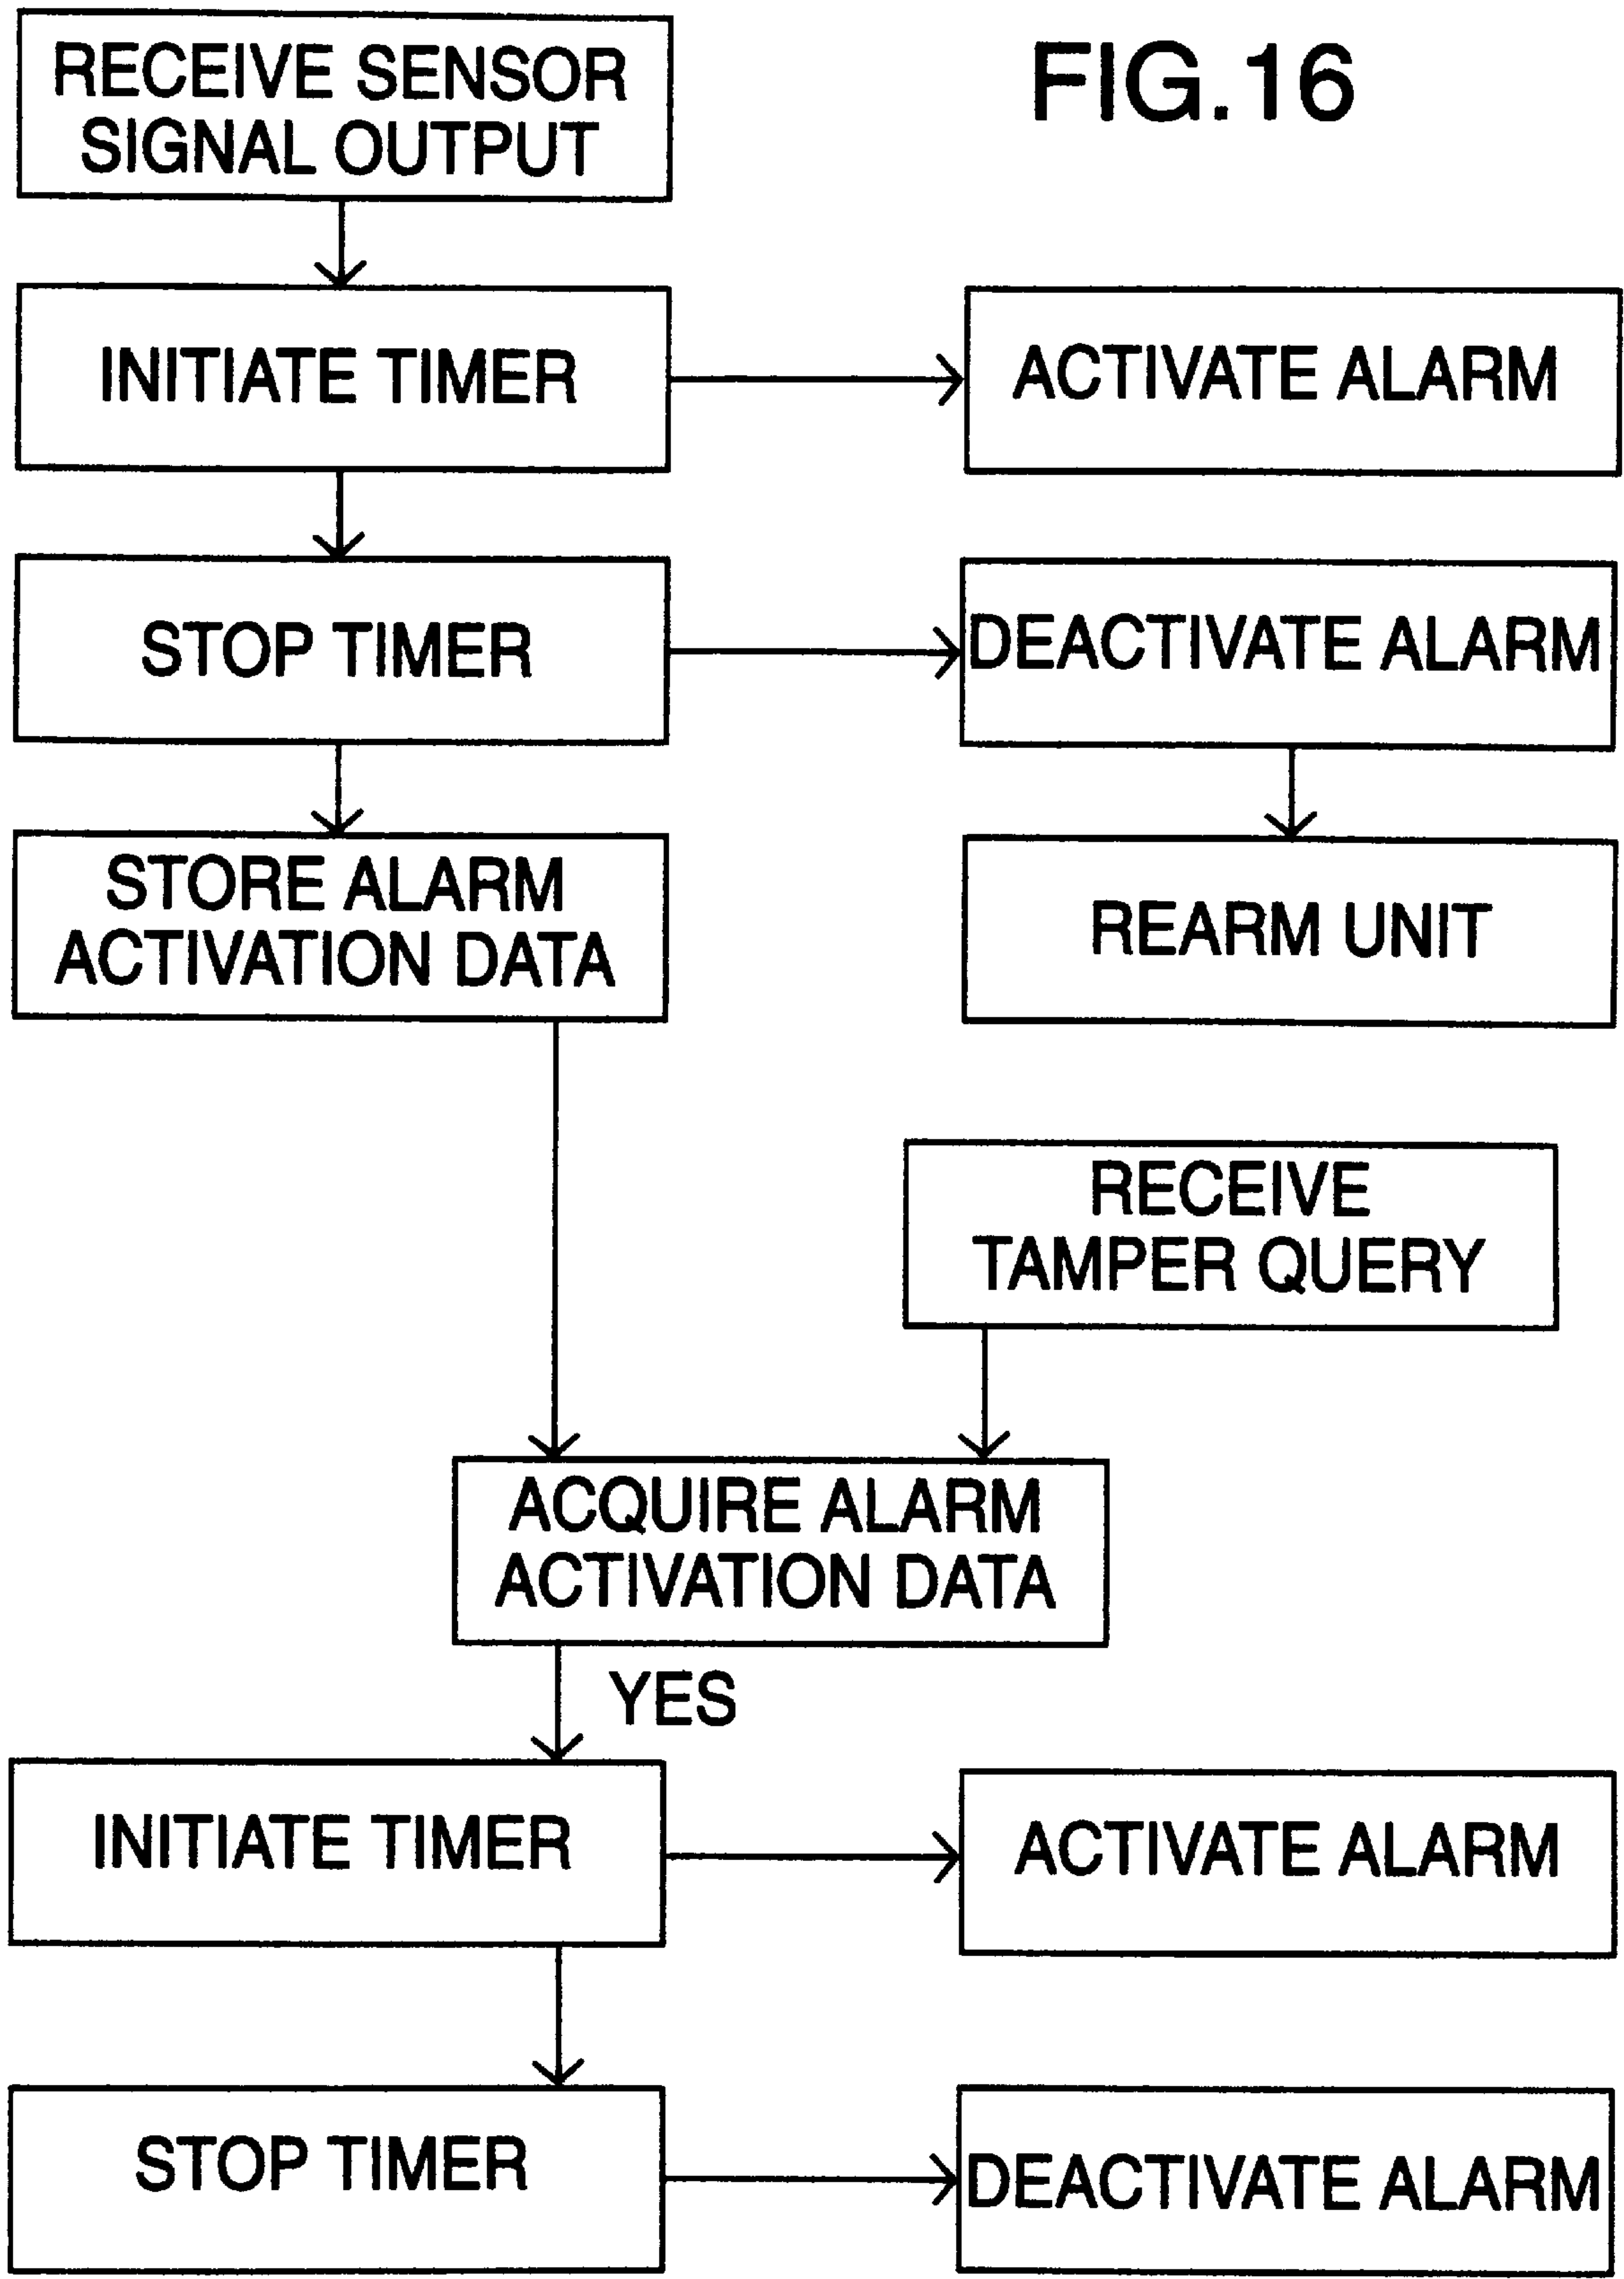 FIG.16
RECEIVE SENSOR
SIGNAL OUTPUT
INITIATE TIMER
ACTIVATE ALARM
STOP TIMER
DEACTIVATE ALARM
STORE ALARM
ACTIVATION DATA
REARM UNIT
RECEIVE
TAMPER QUERY
ACQUIRE ALARM
ACTIVATION DATA
YES
INITIATE TIMER
ACTIVATE ALARM
STOP TIMER
DEACTIVATE ALARM